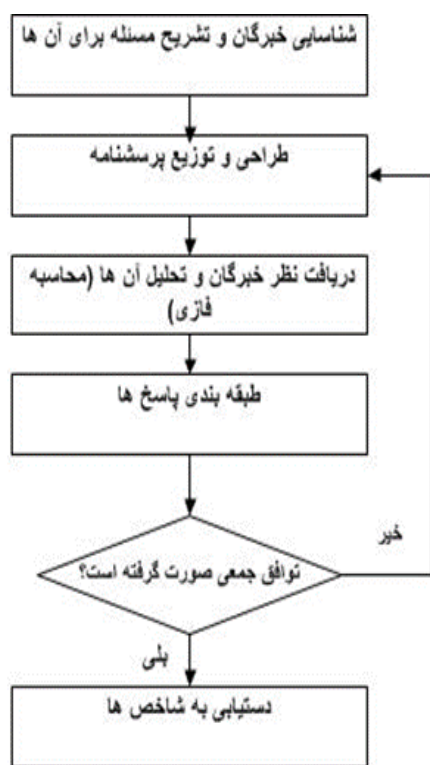 شناسایی خبرگان و تشریح مسئله برای آن ها
طراحی و توزیع پرسشنامه
دریافت نظر خبرگان و تحلیل آن ها (محاسبه
فازی)
طبقه بندی پاسخ ها
توافق جمعی صورت گرفته است؟
خیر
بلی
دستیابی به شاخص ها